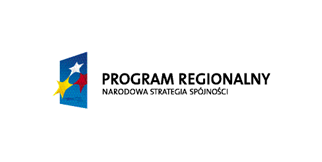 PROGRAM REGIONALNY
NARODOWA STRATEGIA SPÓJNOŚCI